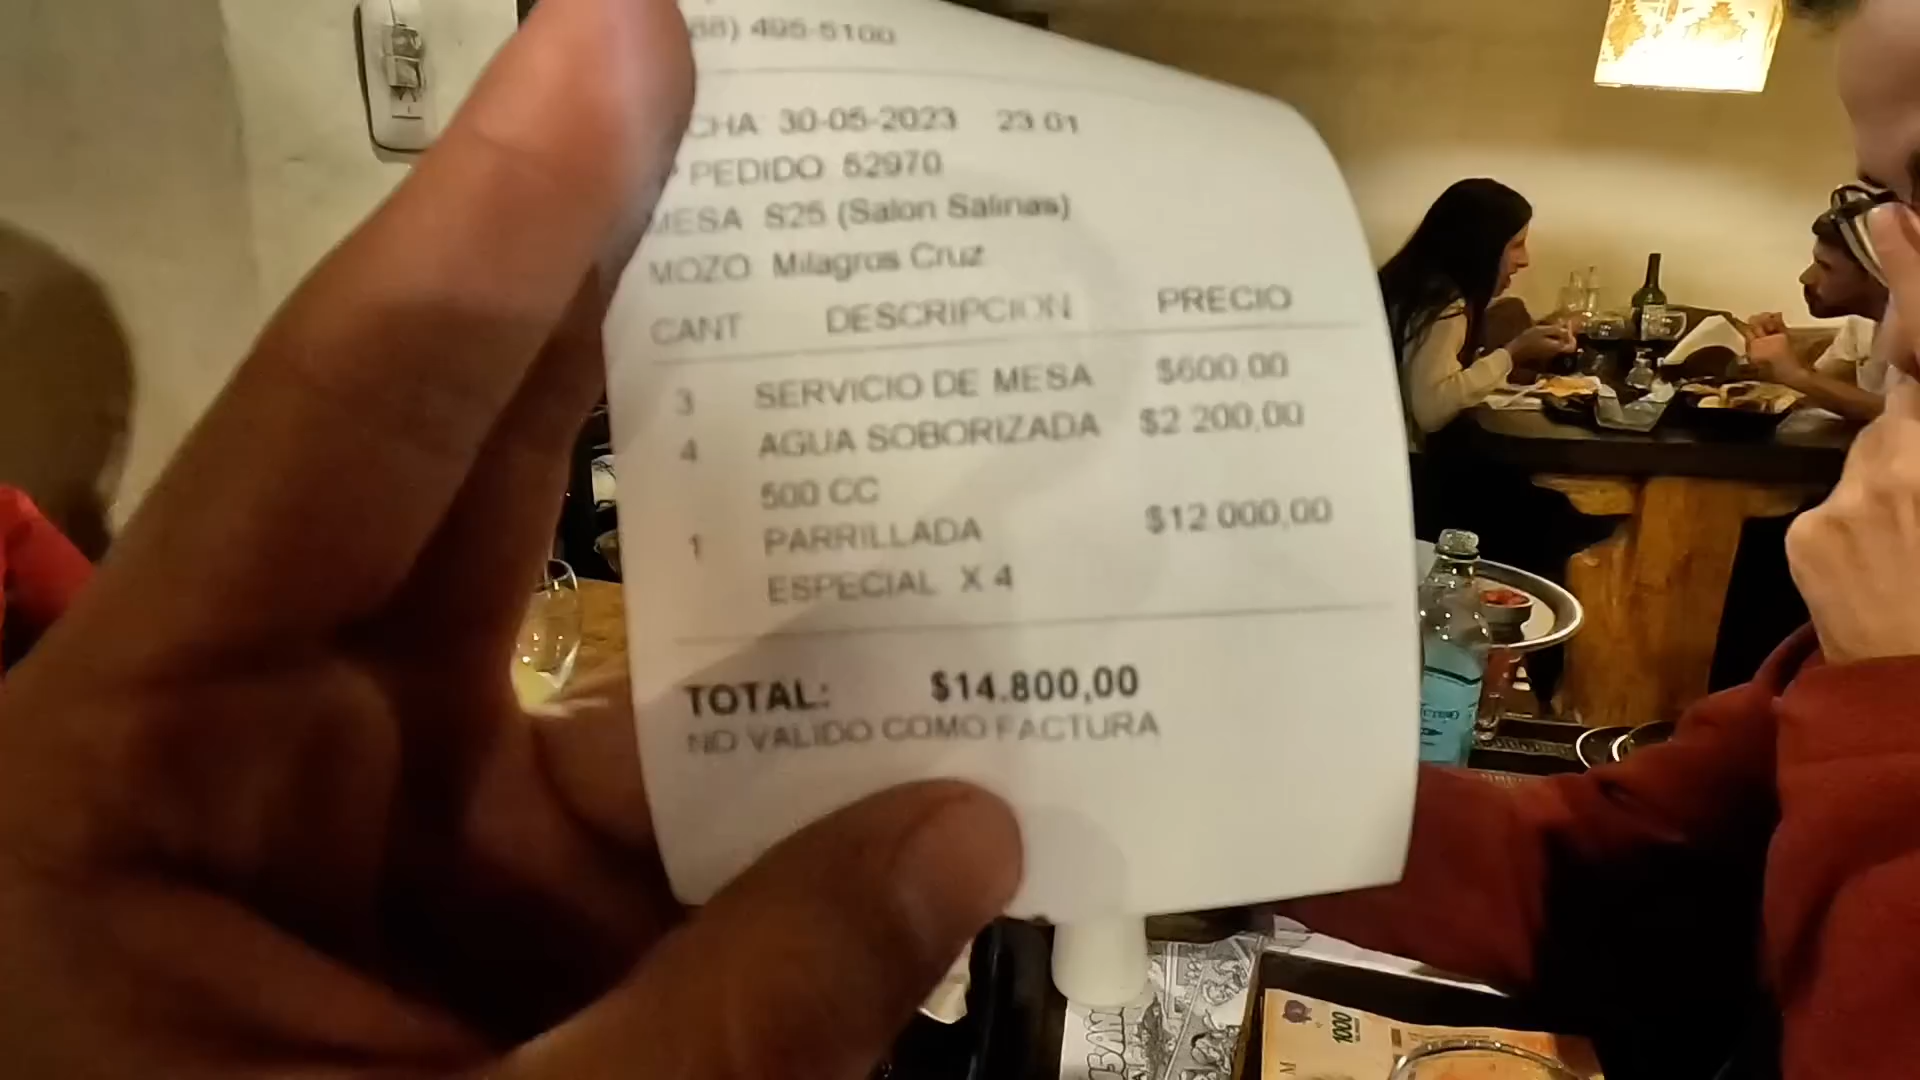 88) 495-5100
CHA 30-05-2023 23:01
PEDIDO 52970
MESA S25 (Salon Salinas)
MOZO Milagros Cruz
CANT DESCRIPCION PRECIO
3 SERVICIO DE MESA $600,00
4 AGUA SOBORIZADA $2.200,00
500 CC
1 PARRILLADA $12.000,00
ESPECIAL X 4
TOTAL: $14.800,00
NO VALIDO COMO FACTURA
1000